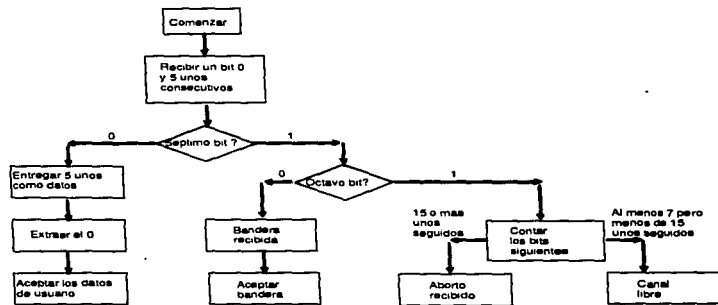 Comenzar
Recibir un bit 0
y 5 unos
consecutivos
0
Septimo bit ?
1
Entregar 5 unos
como datos
0
Octavo bit?
1
Extraer el 0
Bandera
recibida
15 o mas
unos
seguidos
Contar
los bits
siguientes
Al menos 7 pero
menos de 15
unos seguidos
Aceptar los datos
de usuario
Aceptar
bandera
Aborto
recibido
Canal
libre